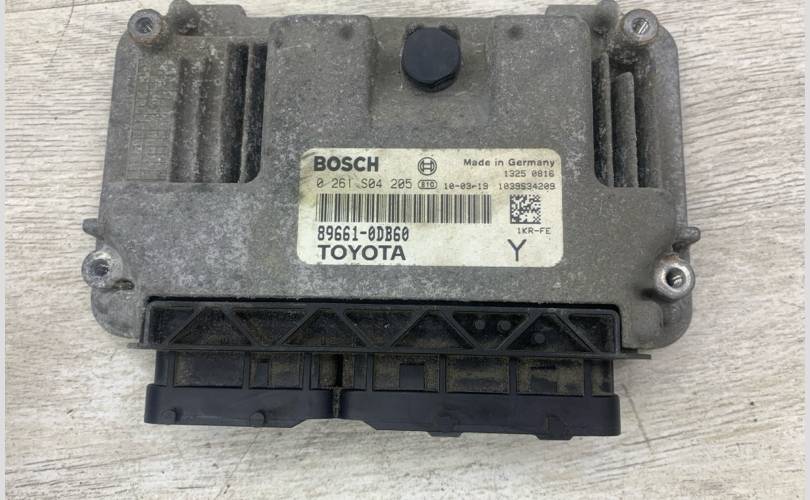 BOSCH Made in Germany
1325 0816
0 261 S04 205 810 10-03-19 1039S34209
89661-0DB60 1KR-FE
TOYOTA Y